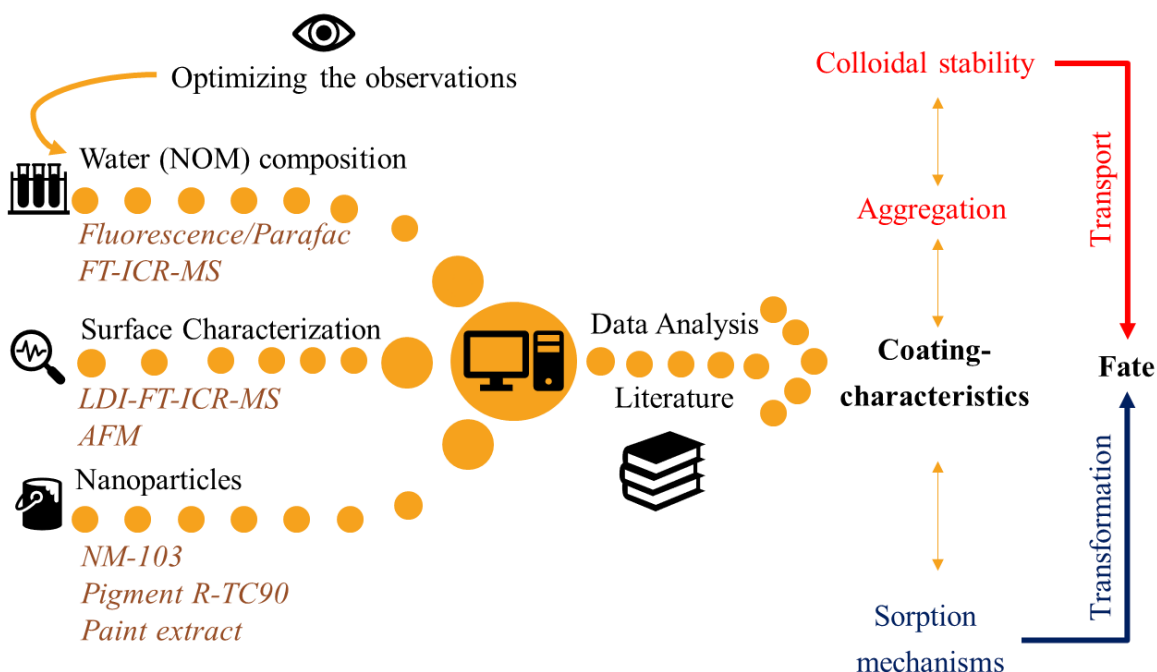 Optimizing the observations
Water (NOM) composition
Fluorescence/Parafac
FT-ICR-MS
Surface Characterization
LDI-FT-ICR-MS
AFM
Nanoparticles
NM-103
Pigment R-TC90
Paint extract
Data Analysis
Literature
Colloidal stability
Aggregation
Coating-
characteristics
Sorption
mechanisms
Transport
Fate
Transformation